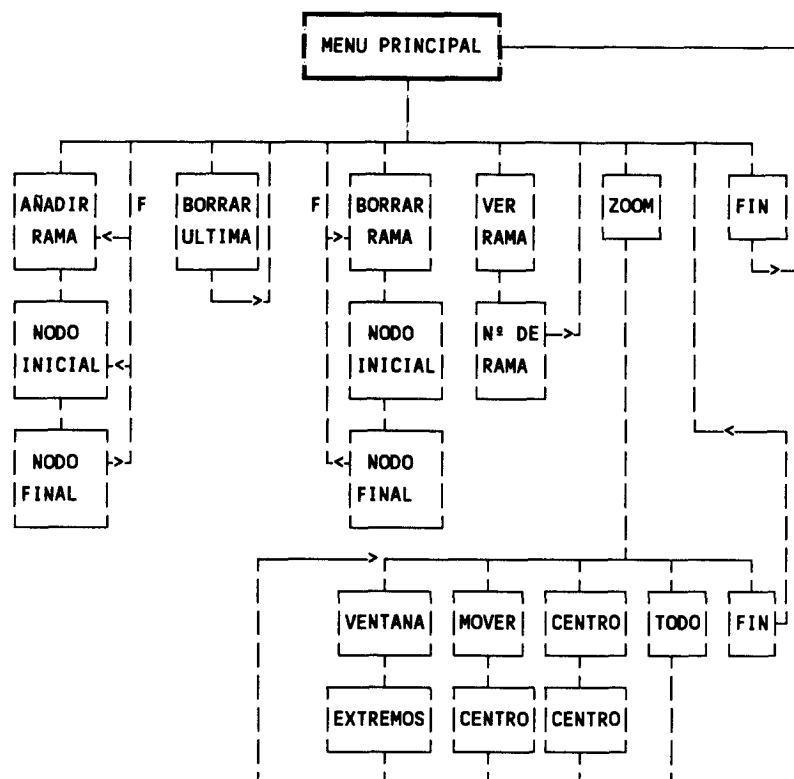 MENU PRINCIPAL
AÑADIR RAMA
F
BORRAR ULTIMA
F
BORRAR RAMA
VER RAMA
ZOOM
FIN
NODO INICIAL
NODO INICIAL
Nº DE RAMA
NODO FINAL
NODO FINAL
VENTANA
MOVER
CENTRO
TODO
FIN
EXTREMOS
CENTRO
CENTRO